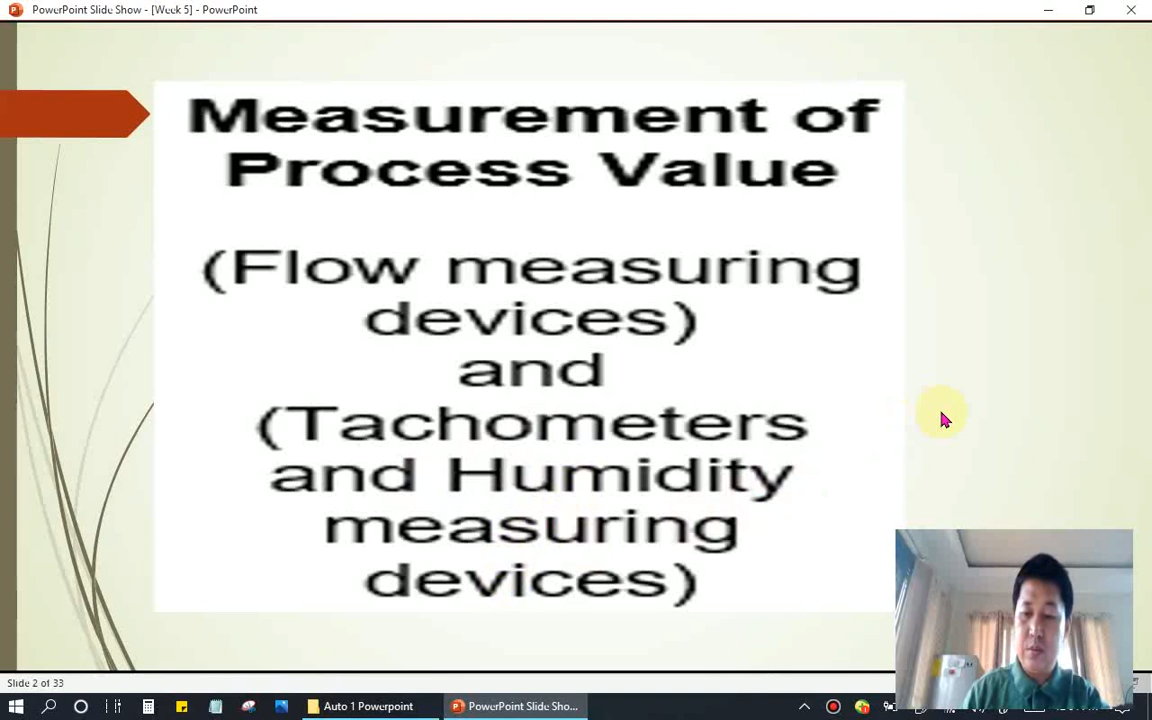 PowerPoint Slide Show - [Week 5] - PowerPoint
Measurement of
Process Value
(Flow measuring
devices)
and
(Tachometers
and Humidity
measuring
devices)
Slide 2 of 33
Auto 1 Powerpoint
PowerPoint Slide Sho...